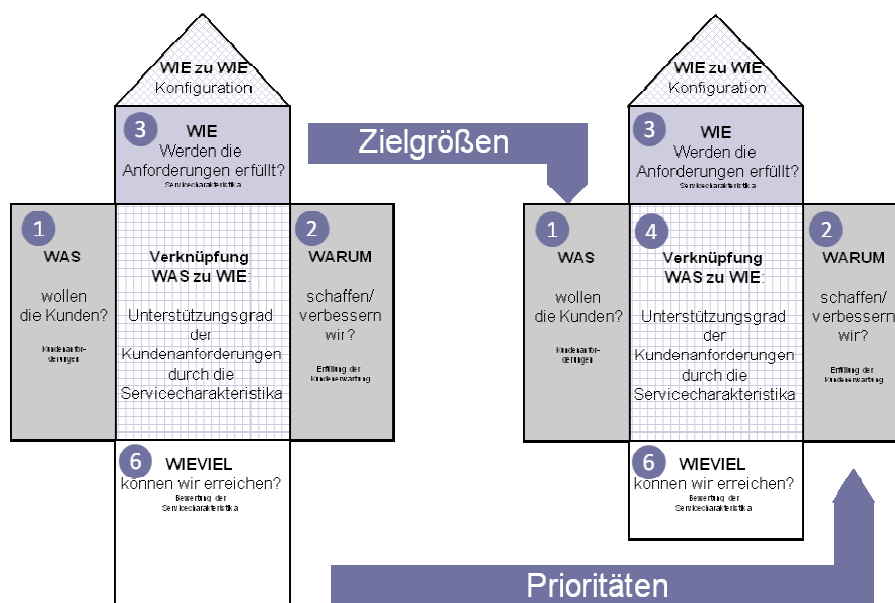 WIE zu WIE
Konfiguration
3
WIE
Werden die
Anforderungen erfüllt?
Servicecharakteristika
1
WAS
wollen
die Kunden?
Kundenanfor-
derungen
Verknüpfung
WAS zu WIE:
Unterstützungsgrad
der
Kundenanforderungen
durch die
Servicecharakteristika
2
WARUM
schaffen/
verbessern
wir?
Erfüllung der
Kundenerwartung
6
WIEVIEL
können wir erreichen?
Bewertung der
Servicecharakteristika
Zielgrößen
WIE zu WIE
Konfiguration
3
WIE
Werden die
Anforderungen erfüllt?
Servicecharakteristika
1
WAS
wollen
die Kunden?
Kundenanfor-
derungen
4
Verknüpfung
WAS zu WIE:
Unterstützungsgrad
der
Kundenanforderungen
durch die
Servicecharakteristika
2
WARUM
schaffen/
verbessern
wir?
Erfüllung der
Kundenerwartung
6
WIEVIEL
können wir erreichen?
Bewertung der
Servicecharakteristika
Prioritäten